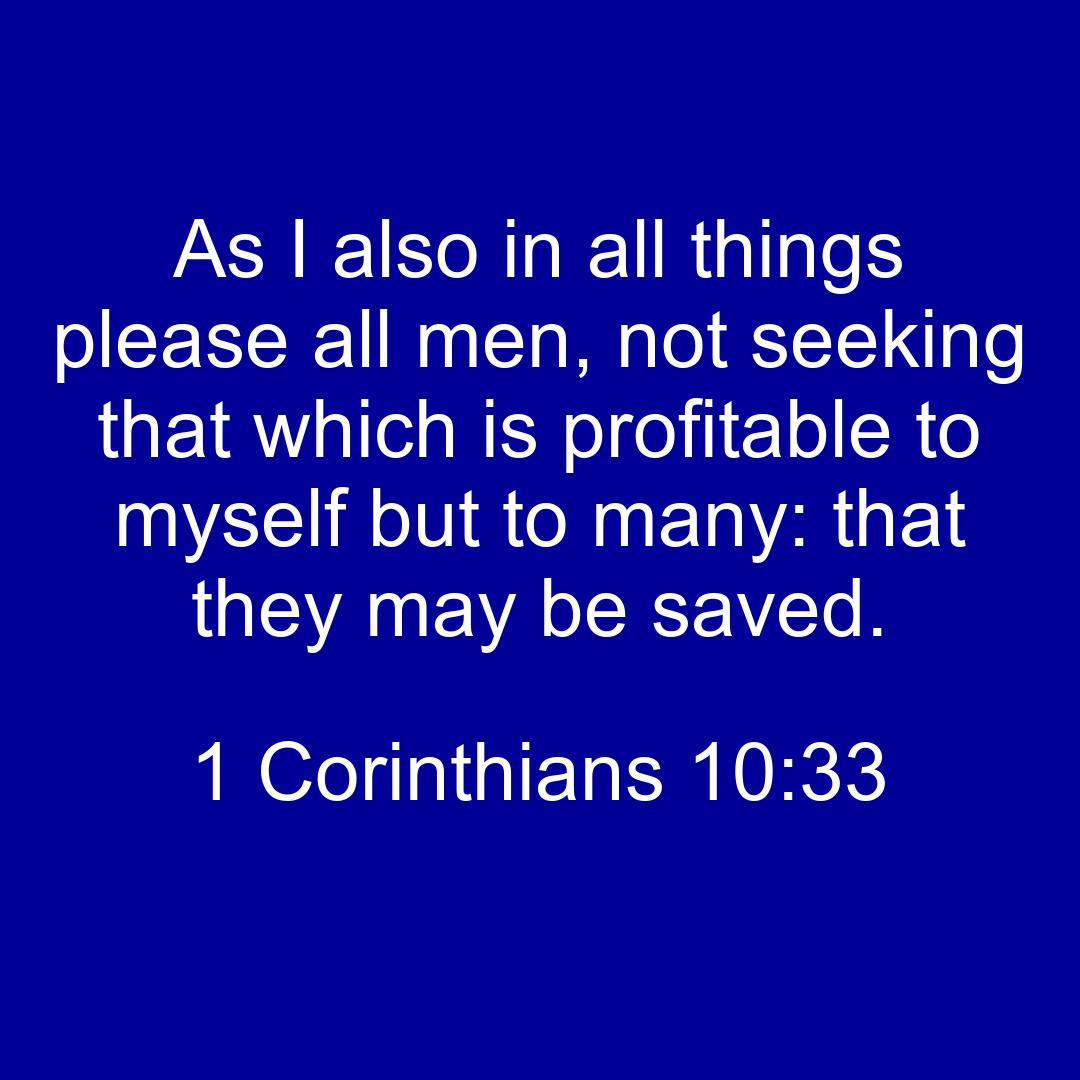 As I also in all things
please all men, not seeking
that which is profitable to
myself but to many: that
they may be saved.
1 Corinthians 10:33